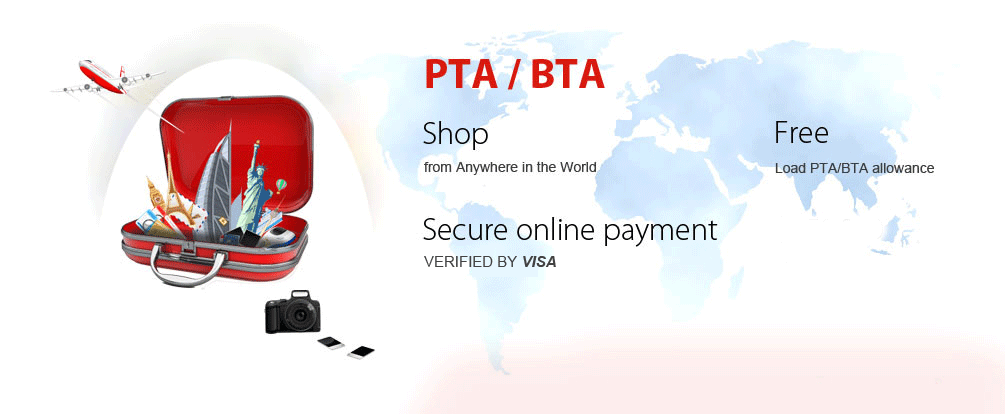 PTA / BTA
Shop
from Anywhere in the World
Free
Load PTA/BTA allowance
Secure online payment
VERIFIED BY VISA